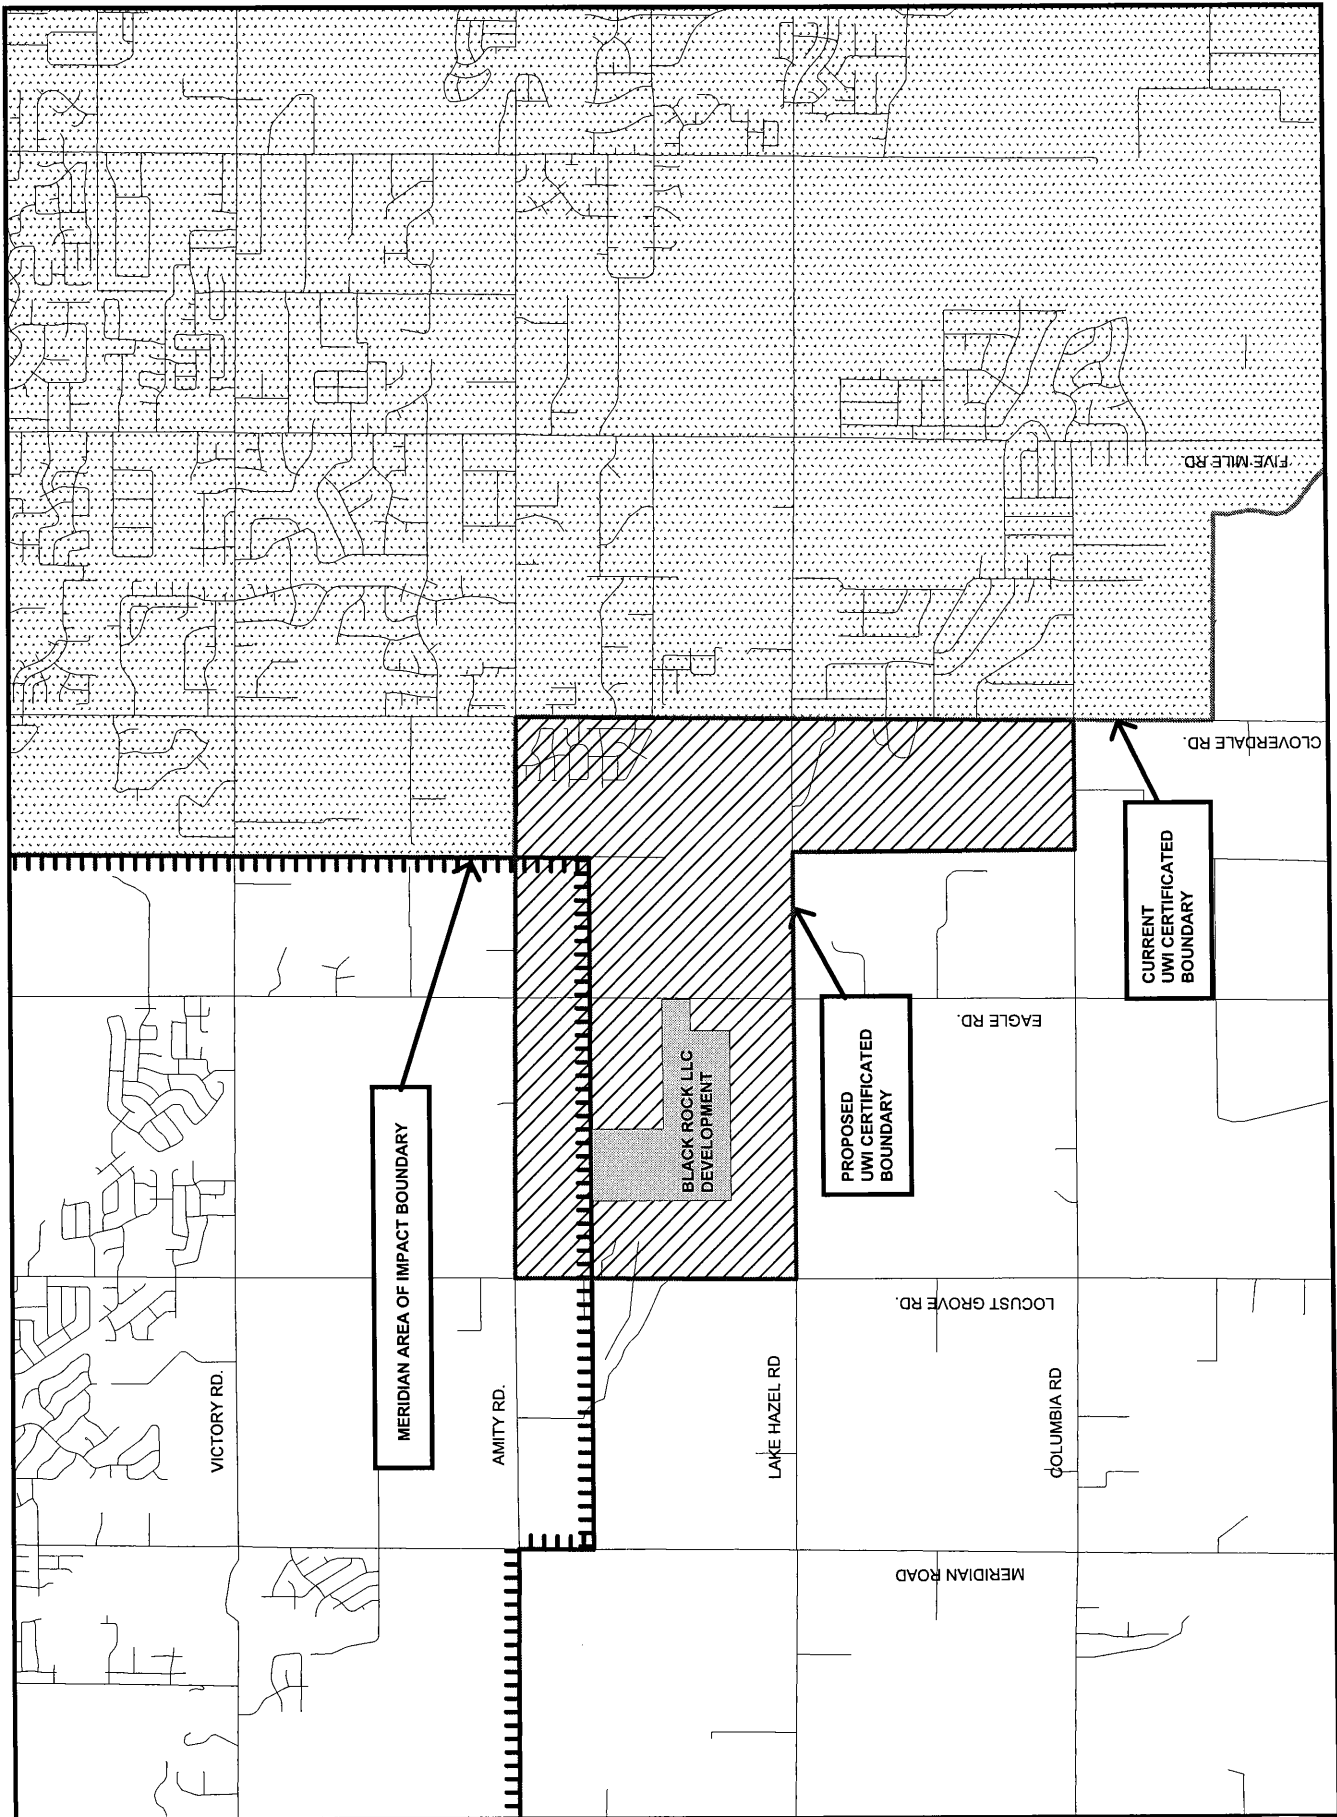 FIVE MILE RD
CLOVERDALE RD.
CURRENT
UWI CERTIFICATED
BOUNDARY
EAGLE RD.
PROPOSED
UWI CERTIFICATED
BOUNDARY
BLACK ROCK LLC
DEVELOPMENT
MERIDIAN AREA OF IMPACT BOUNDARY
LOCUST GROVE RD.
VICTORY RD.
AMITY RD.
LAKE HAZEL RD
COLUMBIA RD
MERIDIAN ROAD